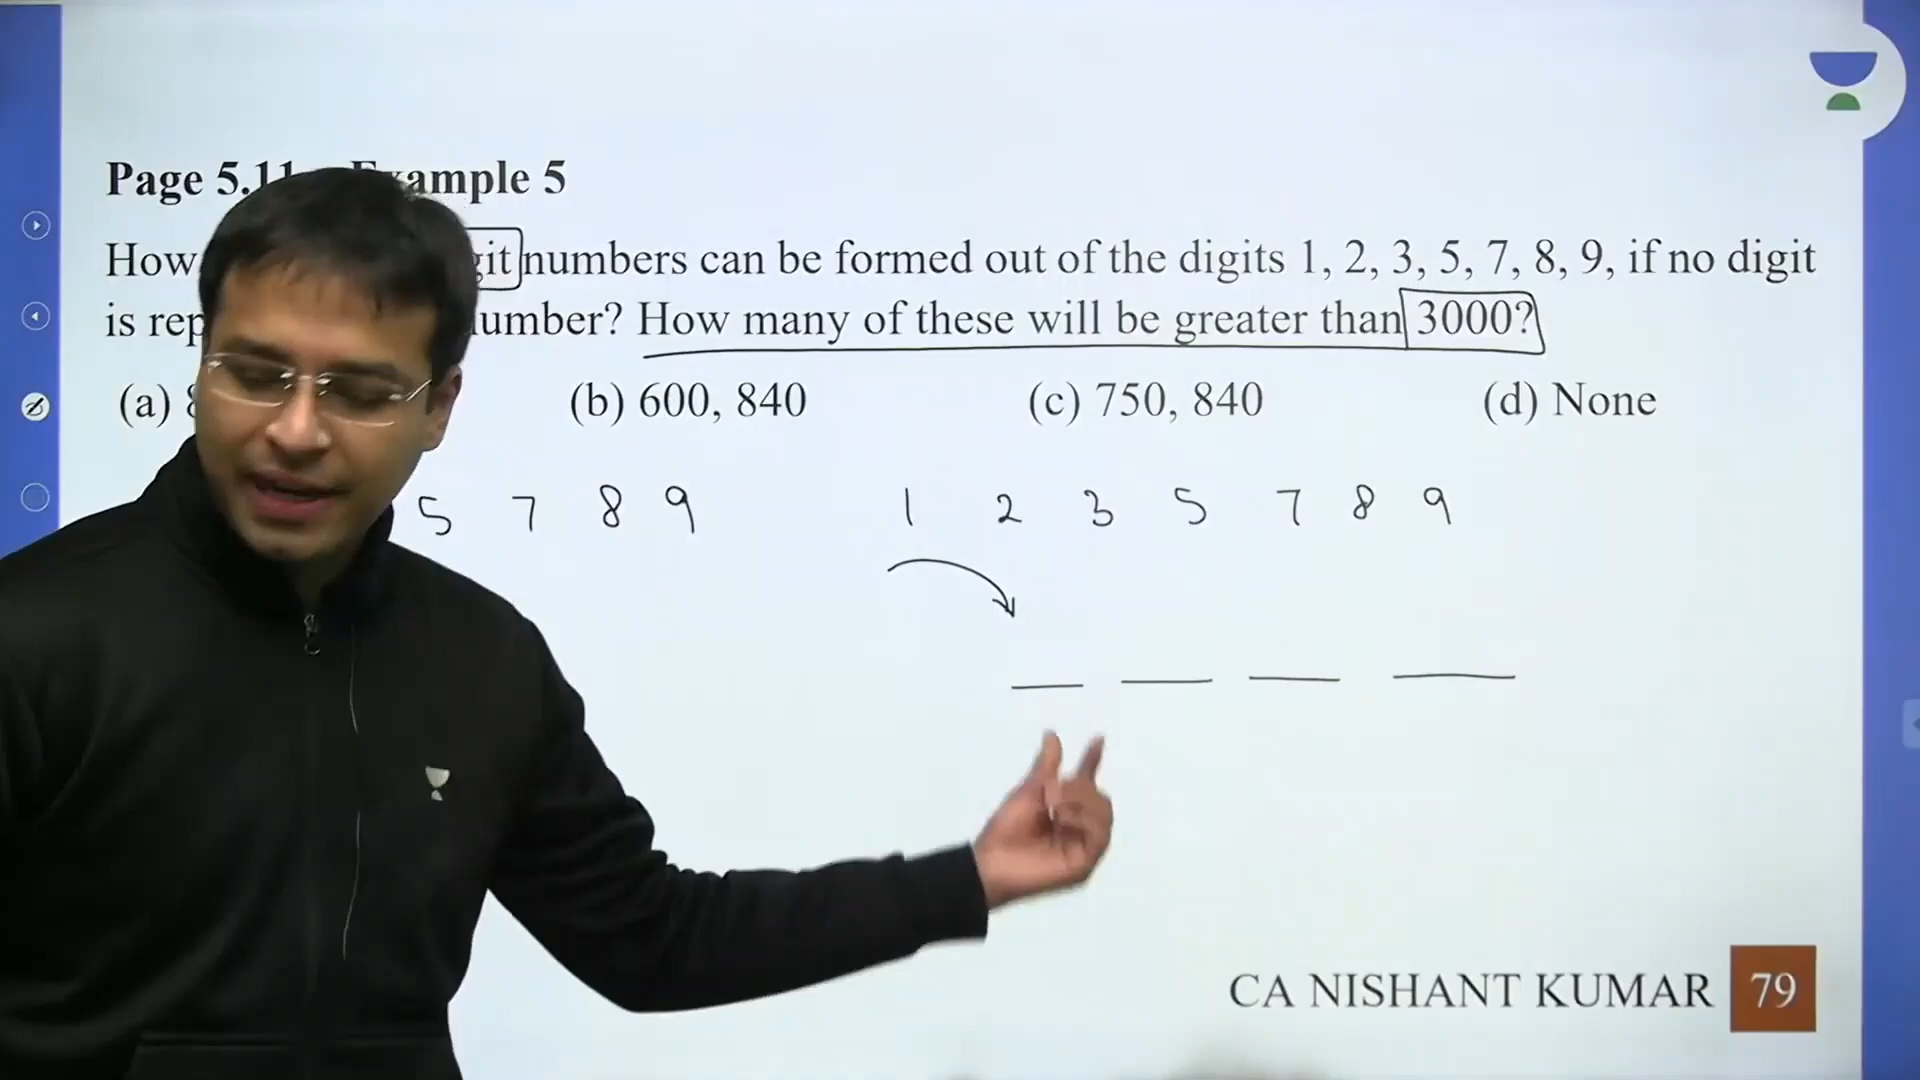 Page 5.11 Example 5
How git numbers can be formed out of the digits 1, 2, 3, 5, 7, 8, 9, if no digit
is rep number? How many of these will be greater than 3000?
(a) (b) 600, 840 (c) 750, 840 (d) None
5 7 8 9 1 2 3 5 7 8 9
CA NISHANT KUMAR 79